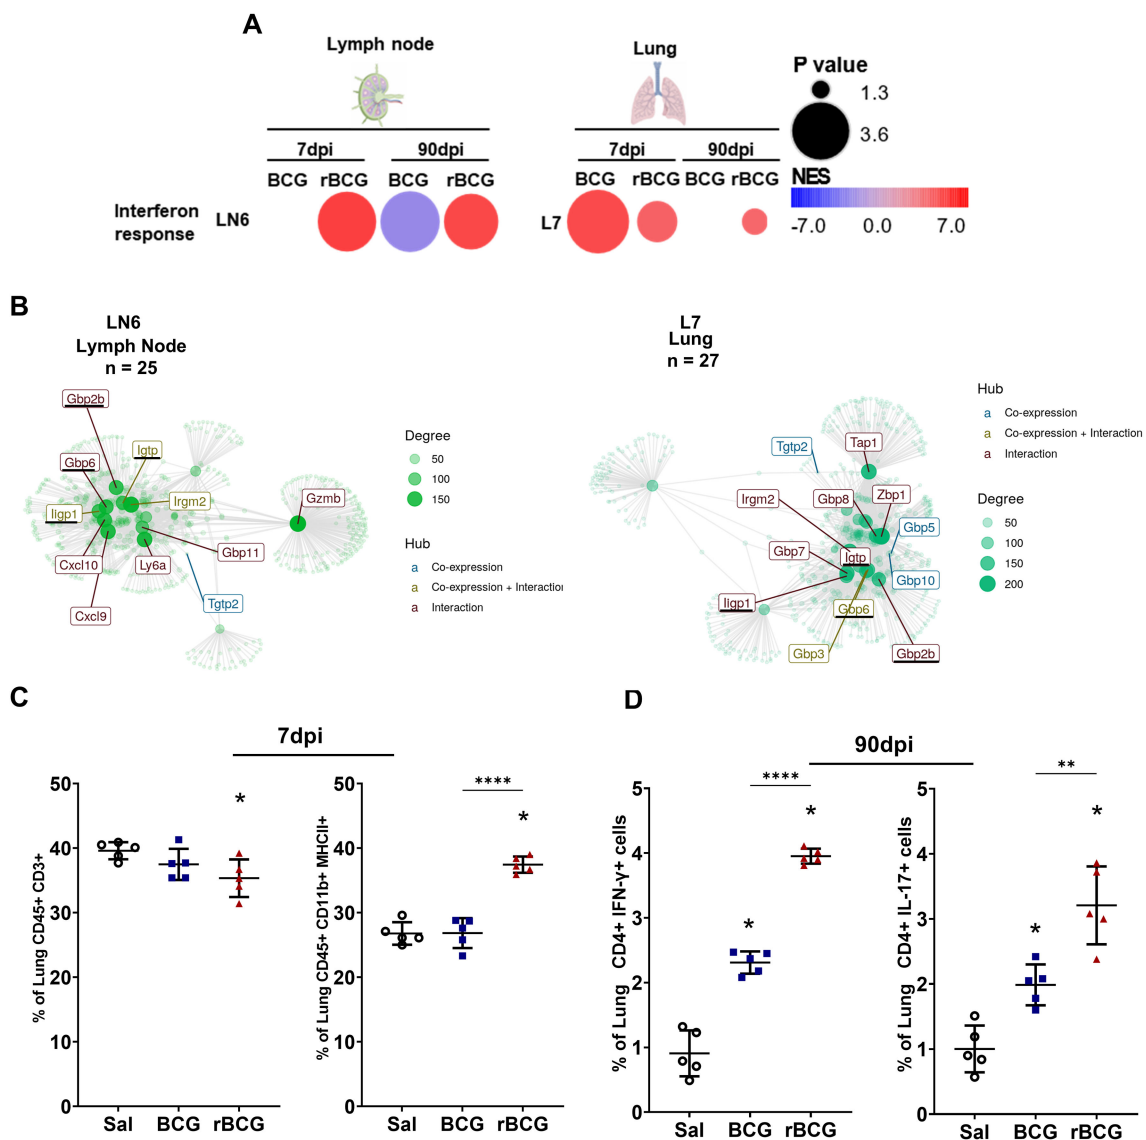 A
Lymph node
Lung
P value
1.3
3.6
7dpi
90dpi
7dpi
90dpi
BCG rBCG BCG rBCG
BCG rBCG BCG rBCG
NES
-7.0 0.0 7.0
Interferon
response
LN6
L7
B
LN6
Lymph Node
n = 25
Gbp2b
Igtp
Gbp6
Irgm2
Iigp1
Gzmb
Cxcl10
Ly6a
Gbp11
Cxcl9
Tgtp2
Degree
50
100
150
Hub
a Co-expression
a Co-expression + Interaction
a Interaction
L7
Lung
n = 27
Tgtp2
Tap1
Irgm2
Gbp8
Zbp1
Gbp5
Gbp7
Igtp
Gbp10
Iigp1
Gbp6
Gbp3
Gbp2b
Hub
a Co-expression
a Co-expression + Interaction
a Interaction
Degree
50
100
150
200
C
7dpi
% of Lung CD45+ CD3+
50
40
30
20
10
0
*
Sal BCG rBCG
% of Lung CD45+ CD11b+ MHCII+
50
40
30
20
10
0
****
*
Sal BCG rBCG
D
90dpi
% of Lung CD4+ IFN-γ+ cells
5
4
3
2
1
0
****
*
*
Sal BCG rBCG
% of Lung CD4+ IL-17+ cells
5
4
3
2
1
0
**
*
*
Sal BCG rBCG